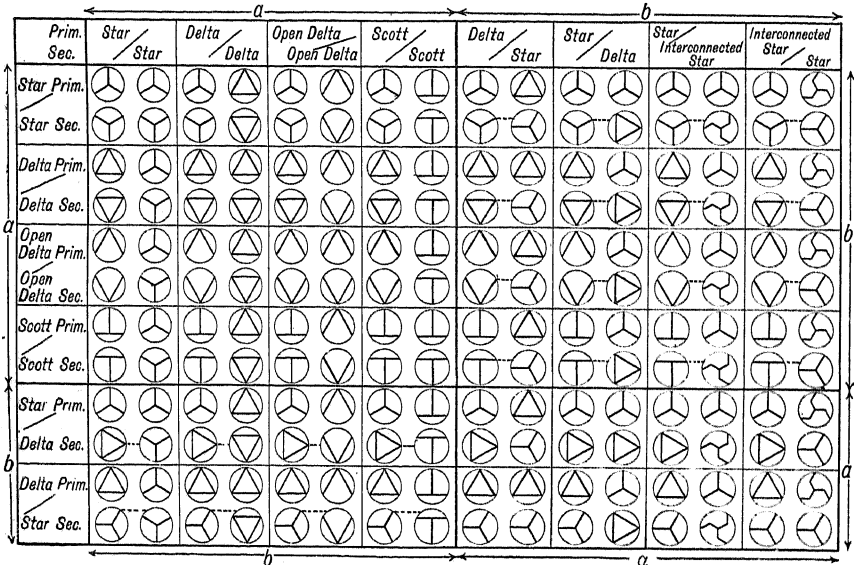 a
b
Prim.
Sec.
Star / Star
Delta / Delta
Open Delta / Open Delta
Scott / Scott
Delta / Star
Star / Delta
Star / Interconnected Star
Interconnected Star / Star
Star Prim.
Star Sec.
Delta Prim.
Delta Sec.
a
b
Open
Delta Prim.
Open
Delta Sec.
Scott Prim.
Scott Sec.
Star Prim.
Delta Sec.
b
a
Delta Prim.
Star Sec.
b
a